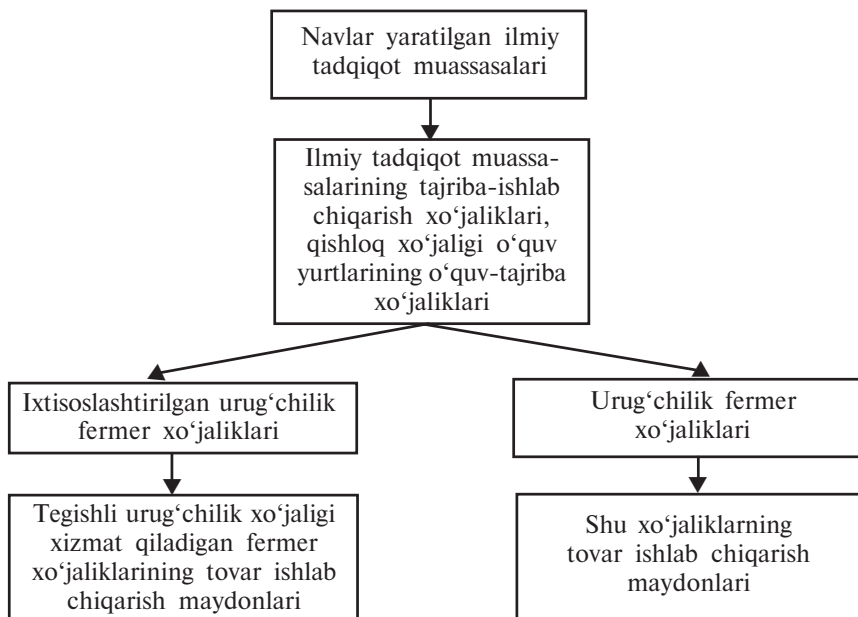 Navlar yaratilgan ilmiy
tadqiqot muassasalari
Ilmiy tadqiqot muassa-
salarining tajriba-ishlab
chiqarish xo‘jaliklari,
qishloq xo‘jaligi o‘quv
yurtlarining o‘quv-tajriba
xo‘jaliklari
Ixtisoslashtirilgan urug‘chilik
fermer xo‘jaliklari
Urug‘chilik fermer
xo‘jaliklari
Tegishli urug‘chilik xo‘jaligi
xizmat qiladigan fermer
xo‘jaliklarining tovar ishlab
chiqarish maydonlari
Shu xo‘jaliklarning
tovar ishlab chiqarish
maydonlari